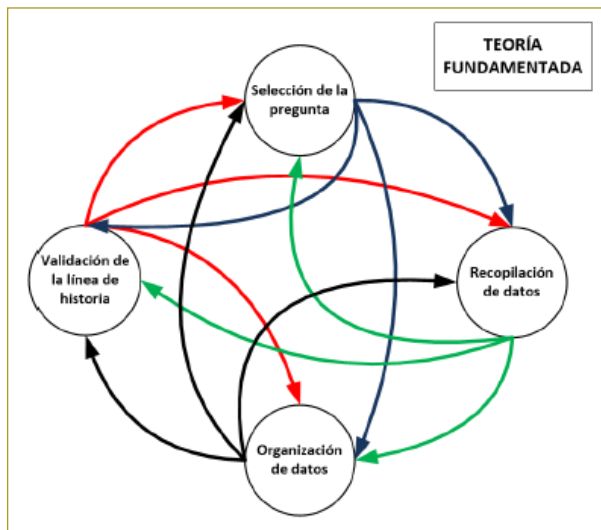 TEORÍA
FUNDAMENTADA
Selección de la
pregunta
Validación de
la línea de
historia
Recopilación
de datos
Organización
de datos